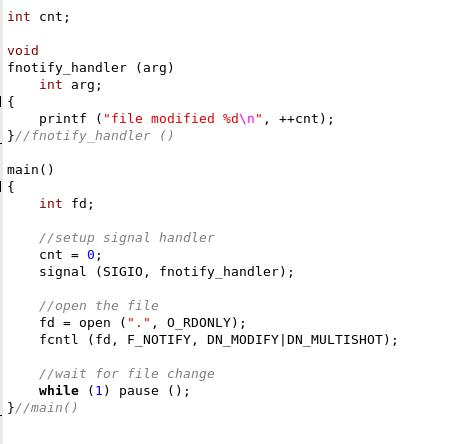 int cnt;
void
fnotify_handler (arg)
int arg;
{
printf ("file modified %d\n", ++cnt);
}//fnotify_handler ()
main()
{
int fd;
//setup signal handler
cnt = 0;
signal (SIGIO, fnotify_handler);
//open the file
fd = open (".", O_RDONLY);
fcntl (fd, F_NOTIFY, DN_MODIFY|DN_MULTISHOT);
//wait for file change
while (1) pause ();
}//main()